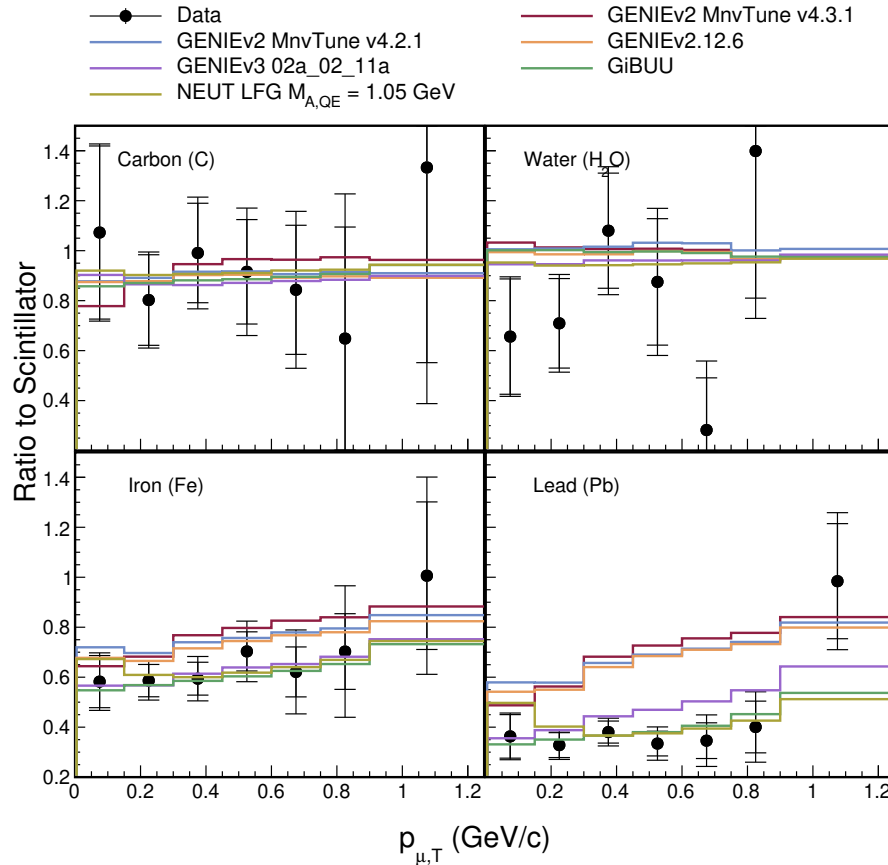 Data
GENIEv2 MnvTune v4.3.1
GENIEv2 MnvTune v4.2.1
GENIEv2.12.6
GENIEv3 02a_02_11a
GiBUU
NEUT LFG M_A,QE = 1.05 GeV
Carbon (C)
Water (H2O)
1.4
1.2
1
0.8
0.6
0.4
Ratio to Scintillator
Iron (Fe)
Lead (Pb)
1.4
1.2
1
0.8
0.6
0.4
0.2
0 0.2 0.4 0.6 0.8 1 1.2
0.2 0.4 0.6 0.8 1 1.2
p_μ,T (GeV/c)